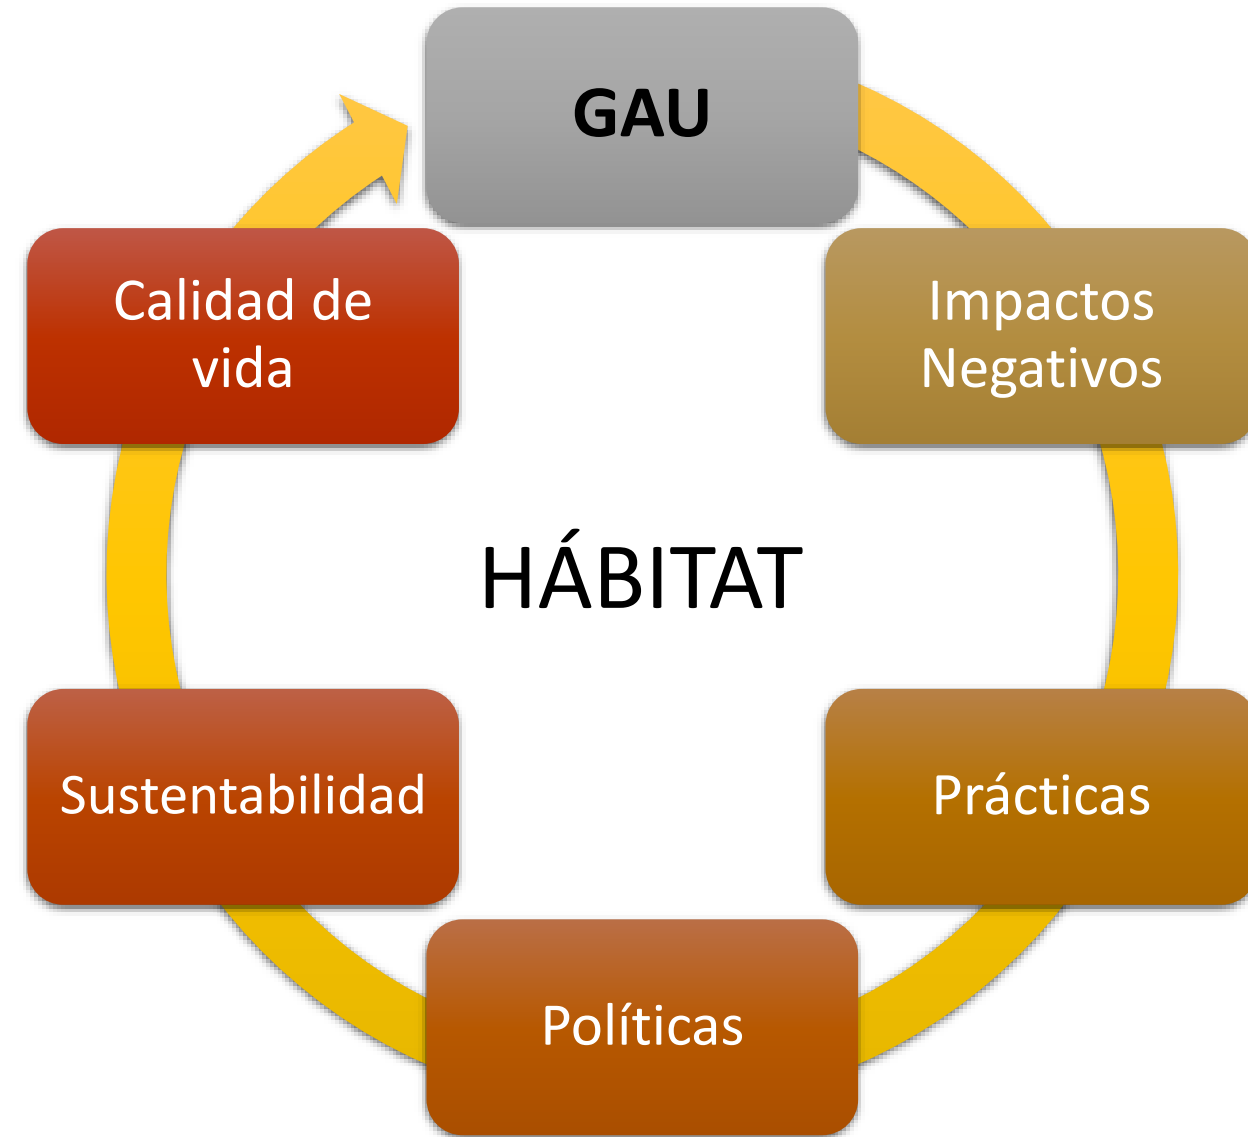 GAU
Impactos
Negativos
Prácticas
Políticas
Sustentabilidad
Calidad de
vida
HÁBITAT